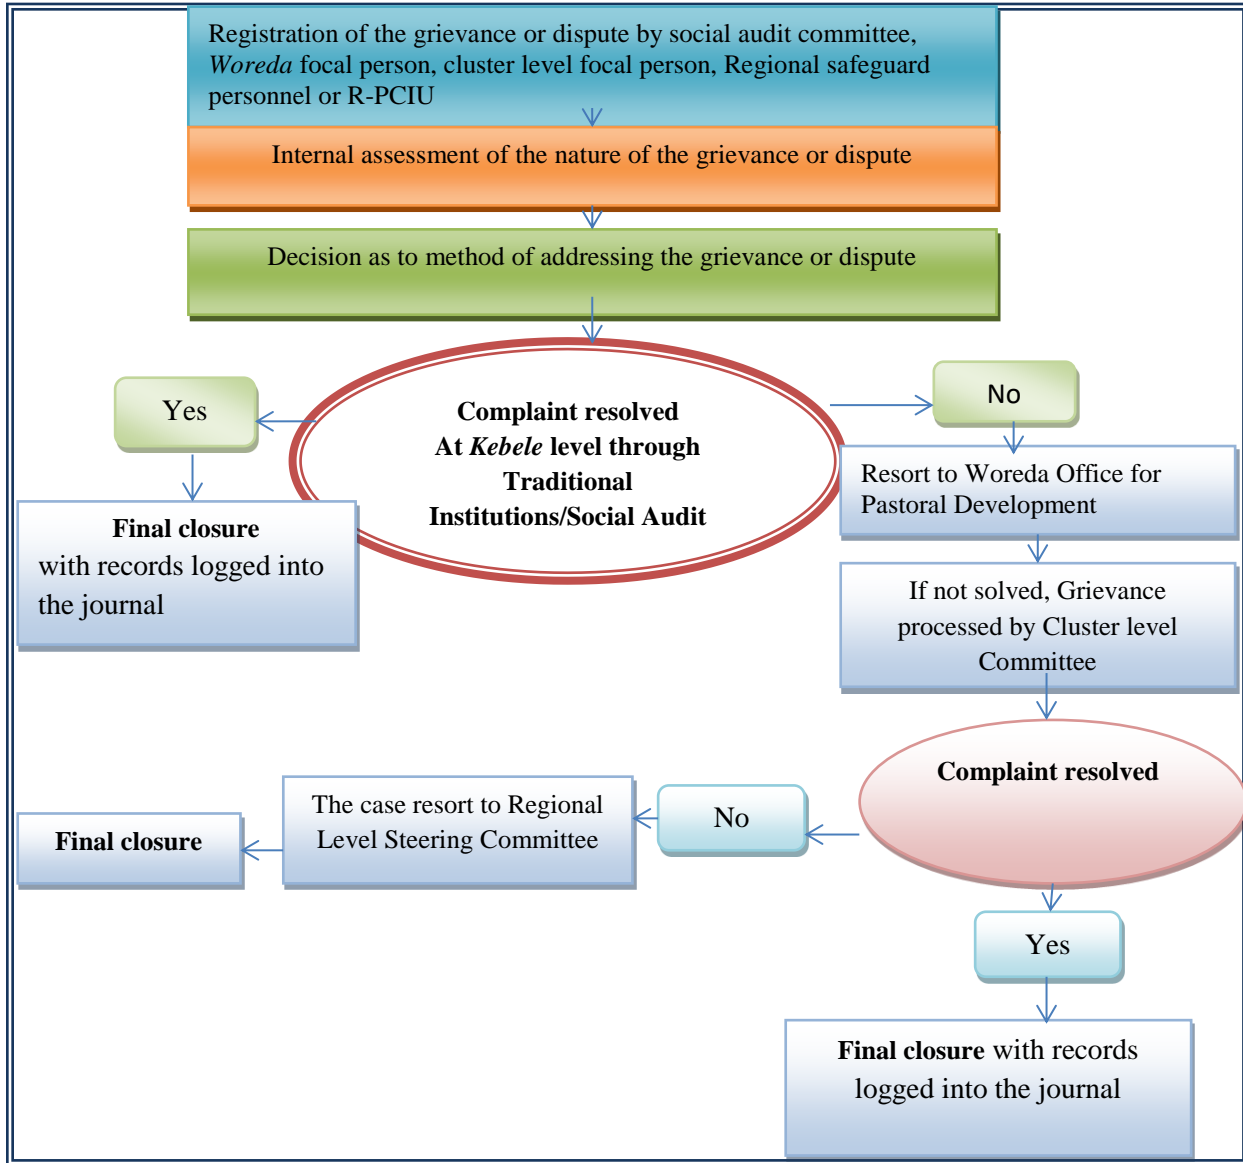 Registration of the grievance or dispute by social audit committee,
Woreda focal person, cluster level focal person, Regional safeguard
personnel or R-PCIU
Internal assessment of the nature of the grievance or dispute
Decision as to method of addressing the grievance or dispute
Complaint resolved
At Kebele level through
Traditional
Institutions/Social Audit
Yes
No
Final closure
with records logged into
the journal
Resort to Woreda Office for
Pastoral Development
If not solved, Grievance
processed by Cluster level
Committee
Complaint resolved
No
The case resort to Regional
Level Steering Committee
Final closure
Yes
Final closure with records
logged into the journal